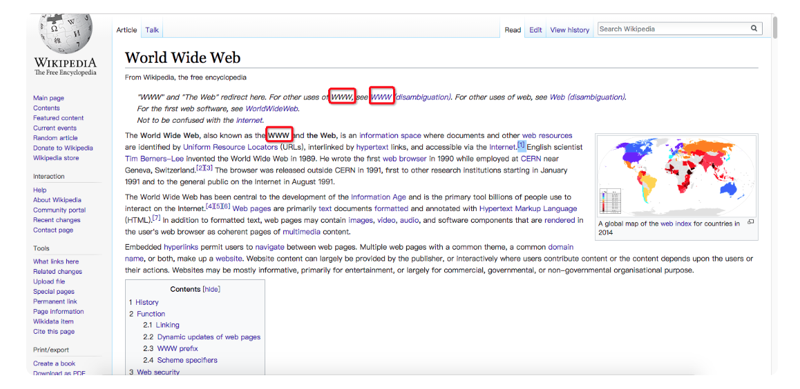 Article Talk Read Edit View history Search Wikipedia
WIKIPEDIA
The Free Encyclopedia
Main page
Contents
Featured content
Current events
Random article
Donate to Wikipedia
Wikipedia store
Interaction
Help
About Wikipedia
Community portal
Recent changes
Contact page
Tools
What links here
Related changes
Upload file
Special pages
Permanent link
Page information
Wikidata item
Cite this page
Print/export
Create a book
Download as PDF
World Wide Web
From Wikipedia, the free encyclopedia
"WWW" and "The Web" redirect here. For other uses of WWW, see WWW (disambiguation). For other uses of web, see Web (disambiguation).
For the first web software, see WorldWideWeb.
Not to be confused with the Internet.
The World Wide Web, also known as the WWW and the Web, is an information space where documents and other web resources
are identified by Uniform Resource Locators (URLs), interlinked by hypertext links, and accessible via the Internet.[1] English scientist
Tim Berners-Lee invented the World Wide Web in 1989. He wrote the first web browser in 1990 while employed at CERN near
Geneva, Switzerland.[2][3] The browser was released outside CERN in 1991, first to other research institutions starting in January
1991 and to the general public on the Internet in August 1991.
The World Wide Web has been central to the development of the Information Age and is the primary tool billions of people use to
interact on the Internet.[4][5][6] Web pages are primarily text documents formatted and annotated with Hypertext Markup Language
(HTML).[7] In addition to formatted text, web pages may contain images, video, audio, and software components that are rendered in
the user's web browser as coherent pages of multimedia content.
Embedded hyperlinks permit users to navigate between web pages. Multiple web pages with a common theme, a common domain
name, or both, make up a website. Website content can largely be provided by the publisher, or interactively where users contribute content or the content depends upon the users or
their actions. Websites may be mostly informative, primarily for entertainment, or largely for commercial, governmental, or non-governmental organisational purpose.
A global map of the web index for countries in
2014
Contents [hide]
1 History
2 Function
2.1 Linking
2.2 Dynamic updates of web pages
2.3 WWW prefix
2.4 Scheme specifiers
3 Web security